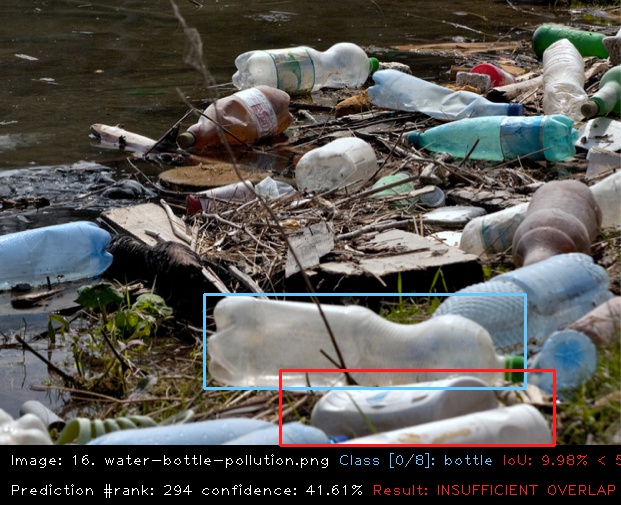 Image: 16. water-bottle-pollution.png Class [0/8]: bottle IoU: 9.98% < 5
Prediction #rank: 294 confidence: 41.61% Result: INSUFFICIENT OVERLAP